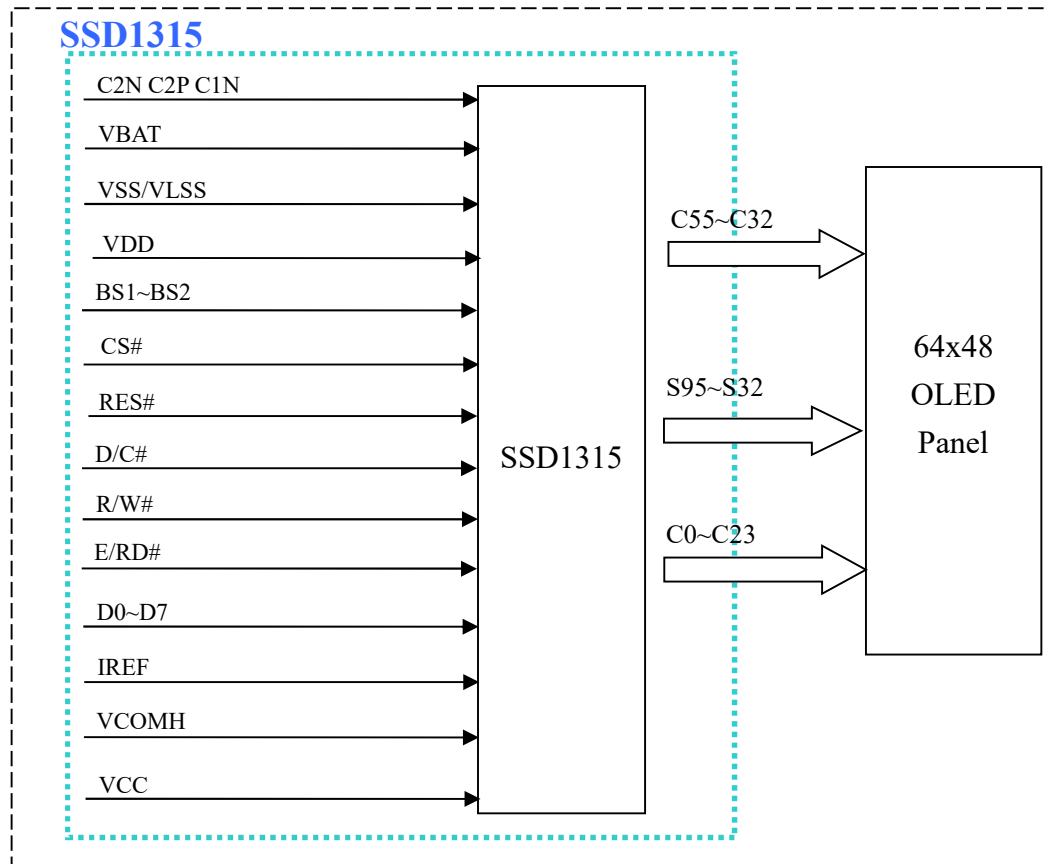 SSD1315
C2N C2P C1N
VBAT
VSS/VLSS
VDD
BS1~BS2
CS#
RES#
D/C#
R/W#
E/RD#
D0~D7
IREF
VCOMH
VCC
SSD1315
C55~C32
S95~S32
C0~C23
64x48
OLED
Panel